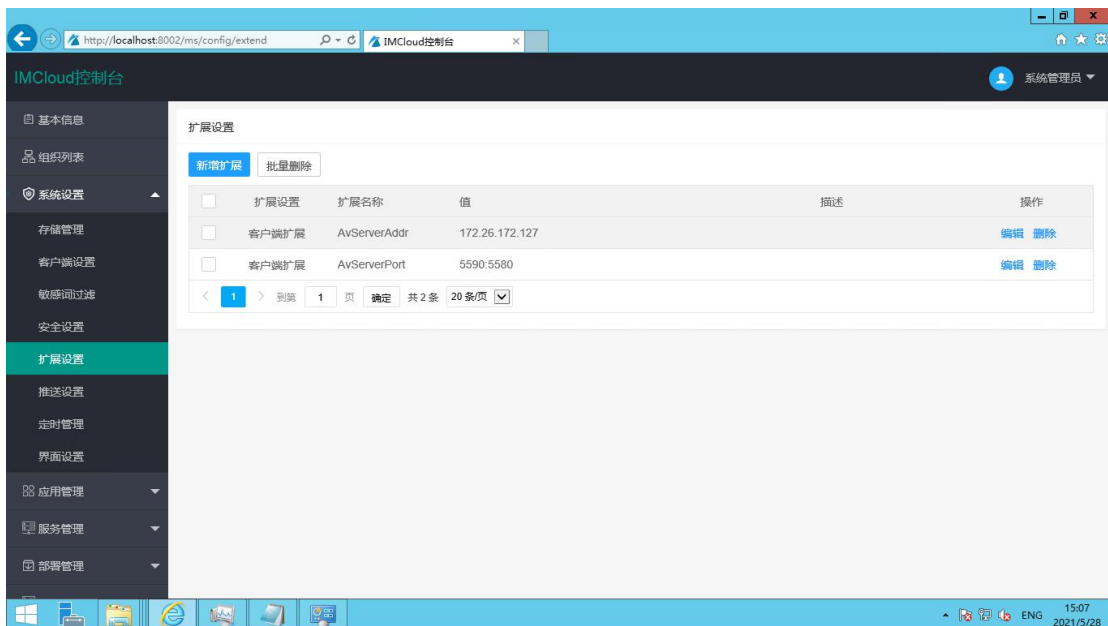 http://localhost:8002/ms/config/extend
IMCloud控制台
IMCloud控制台
系统管理员
基本信息
组织列表
系统设置
存储管理
客户端设置
敏感词过滤
安全设置
扩展设置
推送设置
定时管理
界面设置
应用管理
服务管理
部署管理
扩展设置
新增扩展 批量删除
扩展设置 扩展名称 值 描述 操作
客户端扩展 AvServerAddr 172.26.172.127 编辑 删除
客户端扩展 AvServerPort 5590:5580 编辑 删除
1 到第 1 页 确定 共 2 条 20 条/页
ENG 15:07
2021/5/28